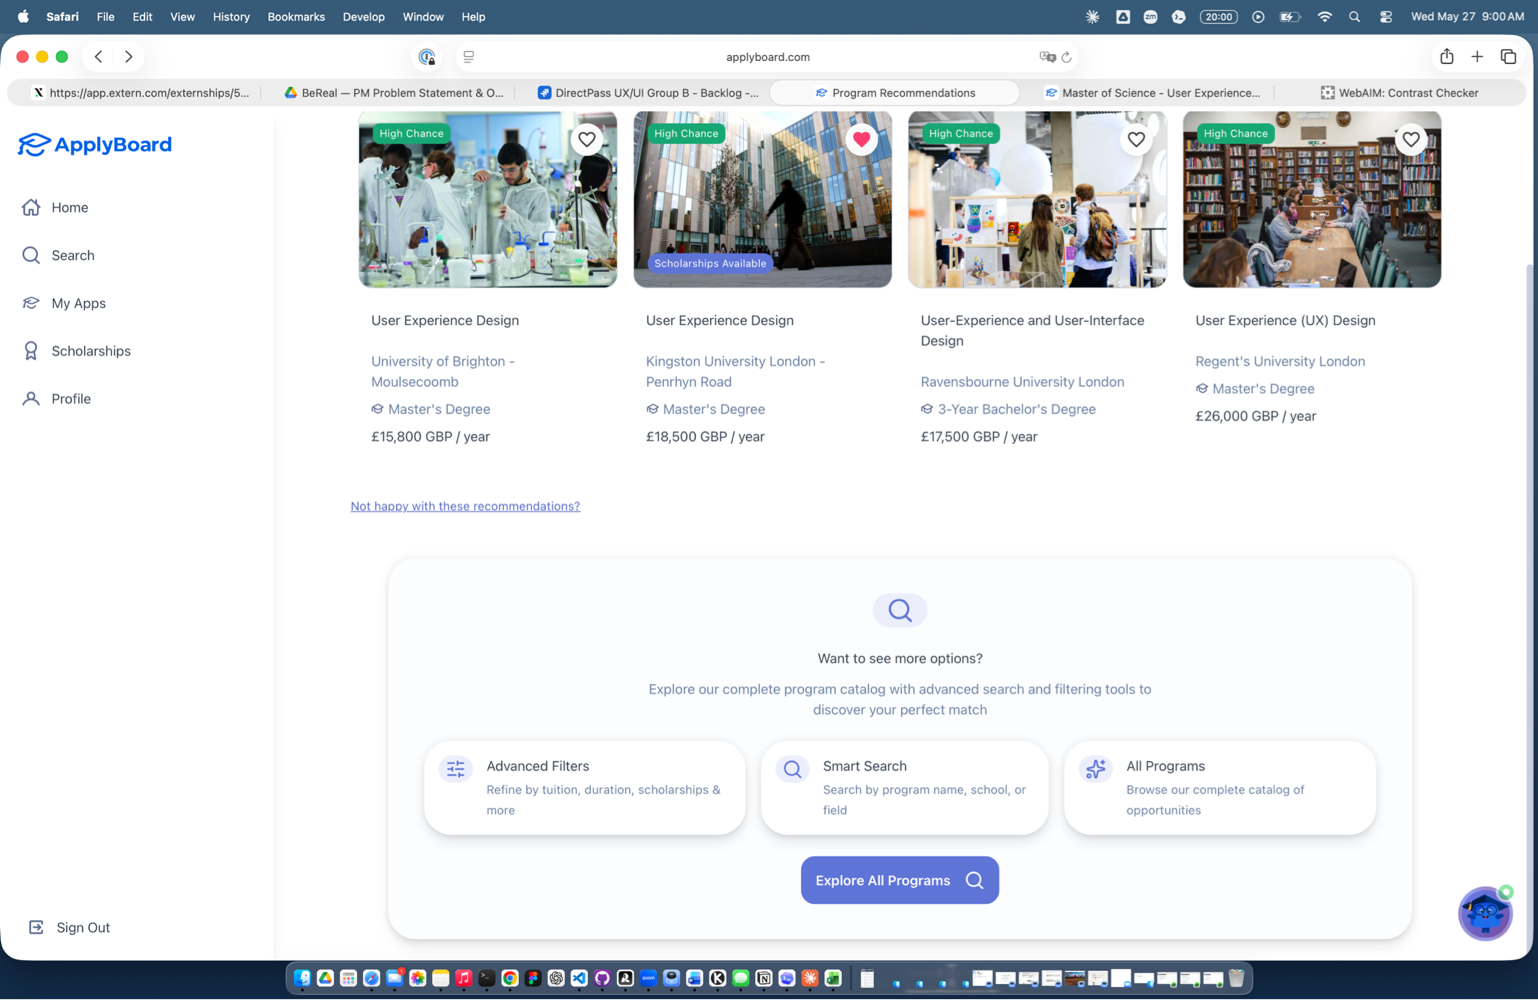 Safari File Edit View History Bookmarks Develop Window Help
zm
20:00
Wed May 27 9:00 AM
applyboard.com
X https://app.extern.com/externships/5...
BeReal — PM Problem Statement & O...
DirectPass UX/UI Group B - Backlog -...
Program Recommendations
Master of Science - User Experience...
WebAIM: Contrast Checker
ApplyBoard
Home
Search
My Apps
Scholarships
Profile
Sign Out
High Chance
User Experience Design
University of Brighton -
Moulsecoomb
Master's Degree
£15,800 GBP / year
High Chance
Scholarships Available
User Experience Design
Kingston University London -
Penrhyn Road
Master's Degree
£18,500 GBP / year
High Chance
User-Experience and User-Interface
Design
Ravensbourne University London
3-Year Bachelor's Degree
£17,500 GBP / year
High Chance
User Experience (UX) Design
Regent's University London
Master's Degree
£26,000 GBP / year
Not happy with these recommendations?
Want to see more options?
Explore our complete program catalog with advanced search and filtering tools to
discover your perfect match
Advanced Filters
Refine by tuition, duration, scholarships &
more
Smart Search
Search by program name, school, or
field
All Programs
Browse our complete catalog of
opportunities
Explore All Programs
zoom